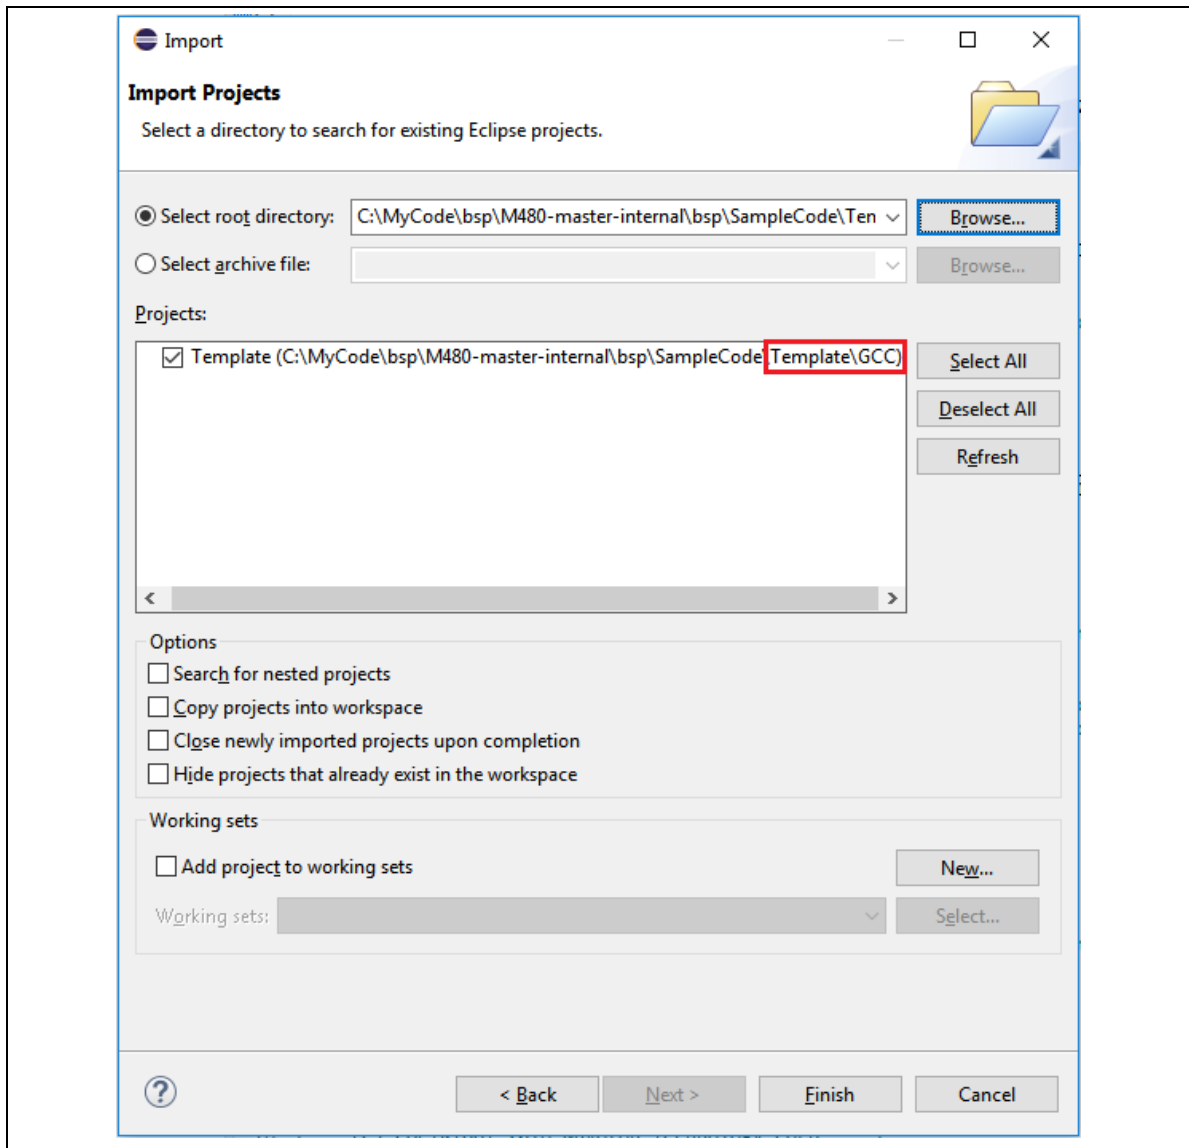 Import
Import Projects
Select a directory to search for existing Eclipse projects.
Select root directory: C:\MyCode\bsp\M480-master-internal\bsp\SampleCode\Ten Browse...
Select archive file: Browse...
Projects:
Template (C:\MyCode\bsp\M480-master-internal\bsp\SampleCode\Template\GCC) Select All
Deselect All
Refresh
Options
Search for nested projects
Copy projects into workspace
Close newly imported projects upon completion
Hide projects that already exist in the workspace
Working sets
Add project to working sets New...
Working sets: Select...
< Back Next > Finish Cancel